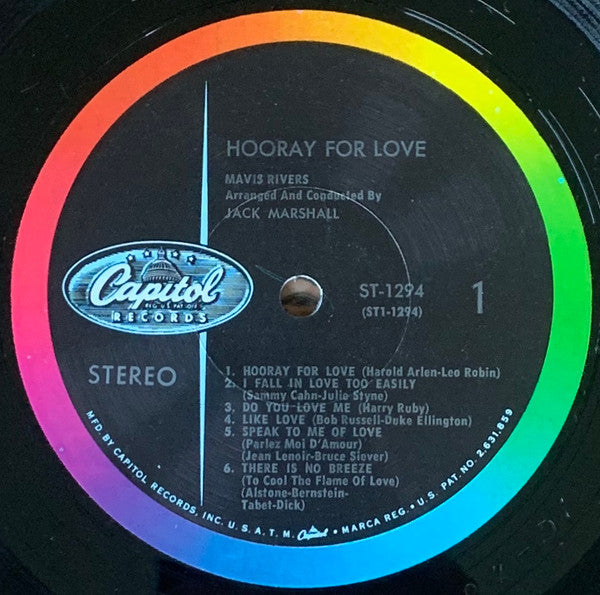 HOORAY FOR LOVE
MAVIS RIVERS
Arranged And Conducted By
JACK MARSHALL
Capitol
RECORDS
ST-1294
(ST1-1294)
1
STEREO
1. HOORAY FOR LOVE (Harold Arlen-Leo Robin)
2. I FALL IN LOVE TOO EASILY
(Sammy Cahn-Julie Styne)
3. DO YOU LOVE ME (Harry Ruby)
4. LIKE LOVE (Bob Russell-Duke Ellington)
5. SPEAK TO ME OF LOVE
(Parlez Moi D'Amour)
(Jean Lenoir-Bruce Siever)
6. THERE IS NO BREEZE
(To Cool The Flame Of Love)
(Alstone-Bernstein-
Tabet-Dick)
MFD. BY CAPITOL RECORDS, INC. U.S.A. T.M. Capitol • MARCA REG. • U.S. PAT. NO. 2,631,859